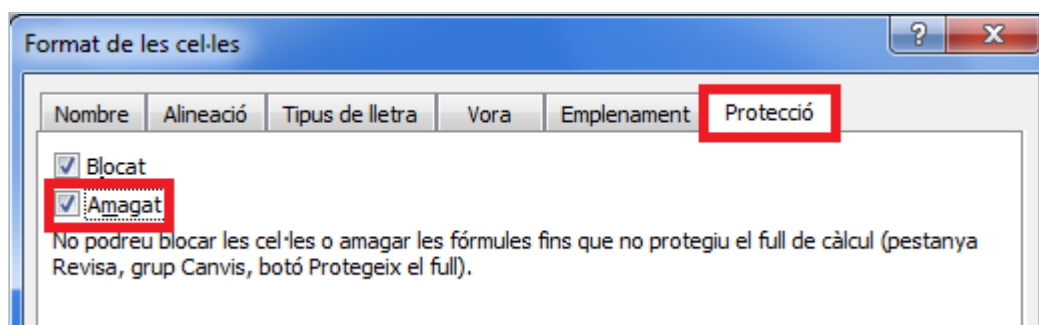 Format de les cel·les
Nombre Alineació Tipus de lletra Vora Emplenament Protecció
Blocat
Amagat
No podreu blocar les cel·les o amagar les fórmules fins que no protegiu el full de càlcul (pestanya
Revisa, grup Canvis, botó Protegeix el full).